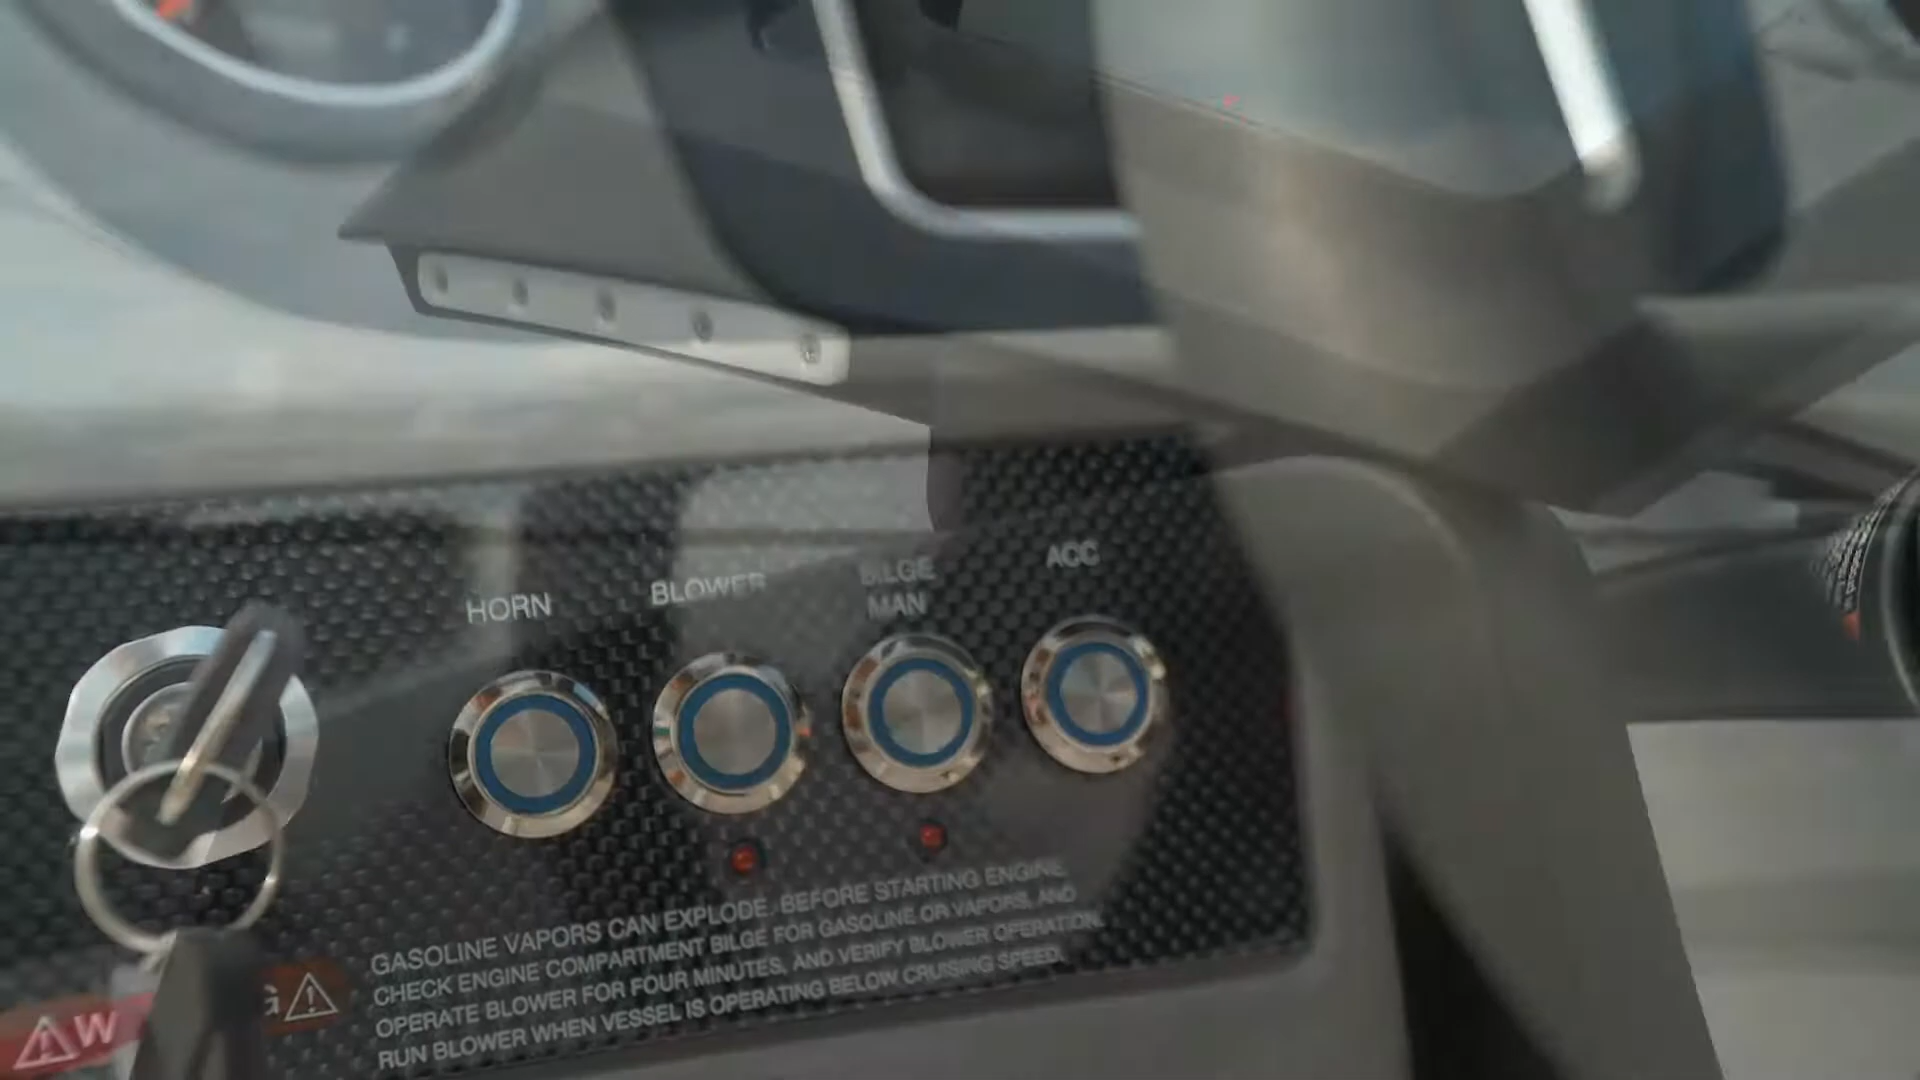 HORN
BLOWER
BILGE
MAN
ACC
GASOLINE VAPORS CAN EXPLODE. BEFORE STARTING ENGINE,
CHECK ENGINE COMPARTMENT BILGE FOR GASOLINE OR VAPORS, AND
OPERATE BLOWER FOR FOUR MINUTES, AND VERIFY BLOWER OPERATION.
RUN BLOWER WHEN VESSEL IS OPERATING BELOW CRUISING SPEED.
W
G